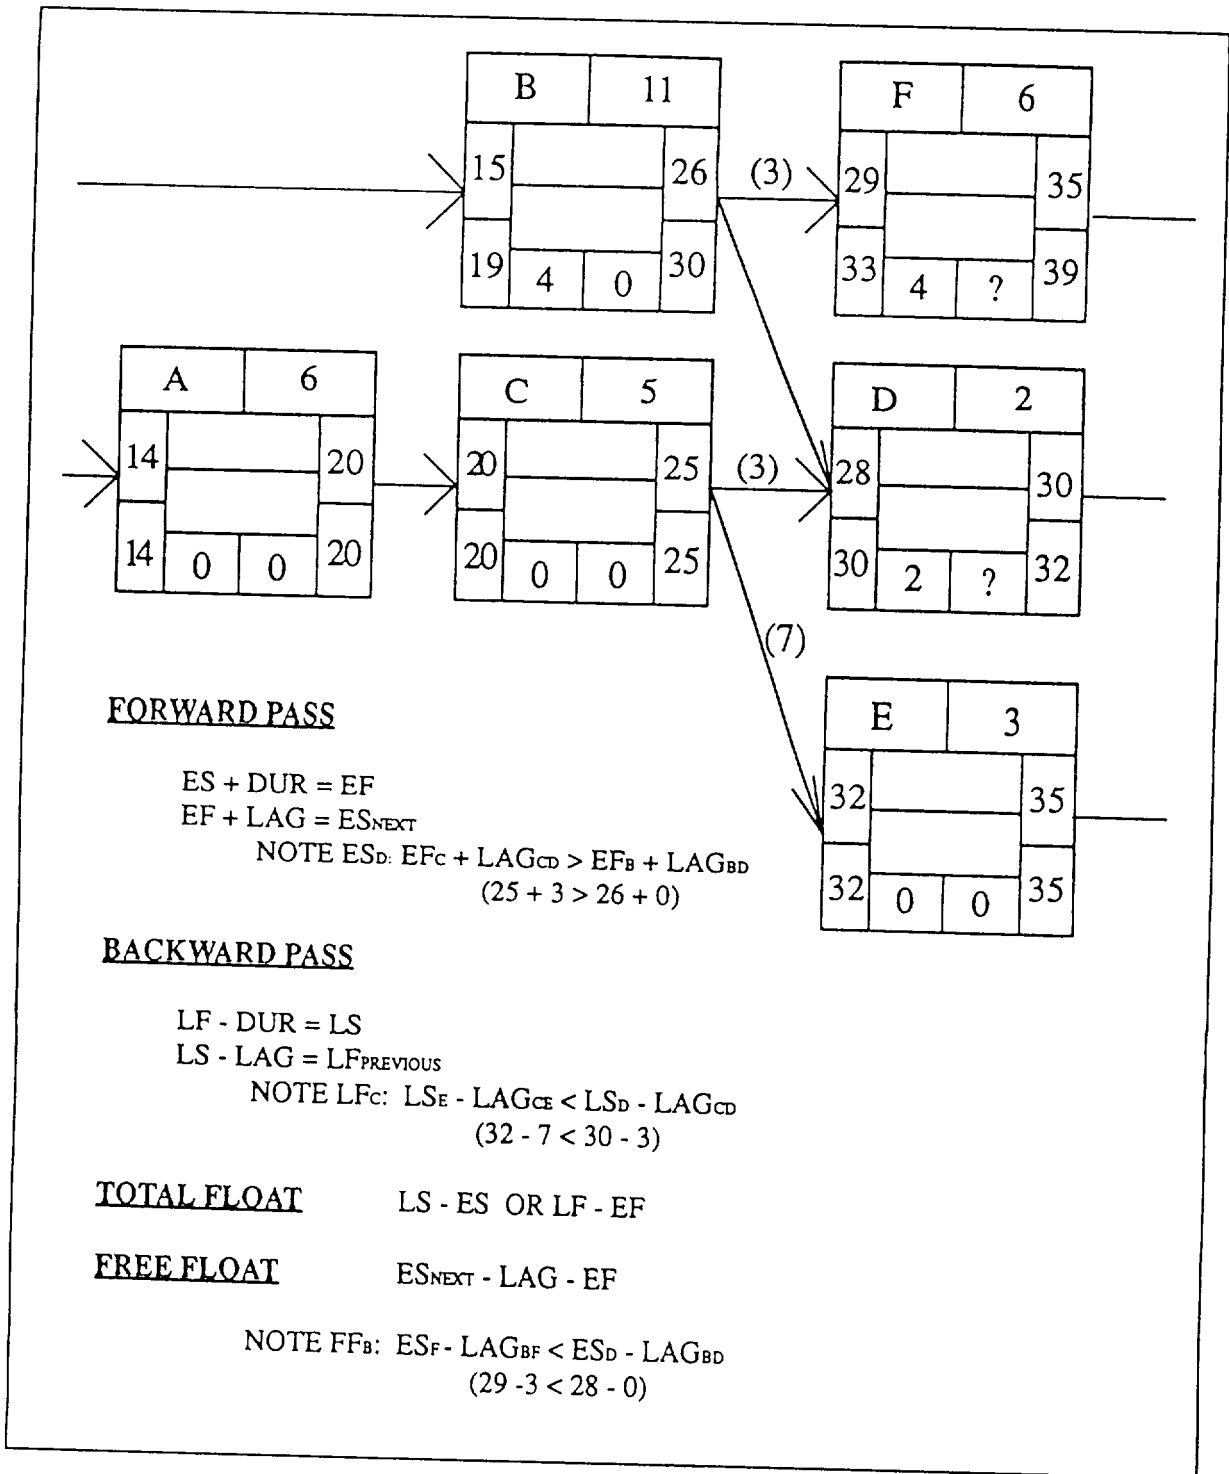 B 11
15 26
19 4 0 30
(3)
F 6
29 35
33 4 ? 39
A 6
14 20
14 0 0 20
C 5
20 25
20 0 0 25
(3)
D 2
28 30
30 2 ? 32
(7)
E 3
32 35
32 0 0 35
FORWARD PASS
ES + DUR = EF
EF + LAG = ESNEXT
NOTE ESD: EFC + LAGCD > EFB + LAGBD
(25 + 3 > 26 + 0)
BACKWARD PASS
LF - DUR = LS
LS - LAG = LFPREVIOUS
NOTE LFC: LSE - LAGCE < LSD - LAGCD
(32 - 7 < 30 - 3)
TOTAL FLOAT LS - ES OR LF - EF
FREE FLOAT ESNEXT - LAG - EF
NOTE FFB: ESF - LAGBF < ESD - LAGBD
(29 -3 < 28 - 0)